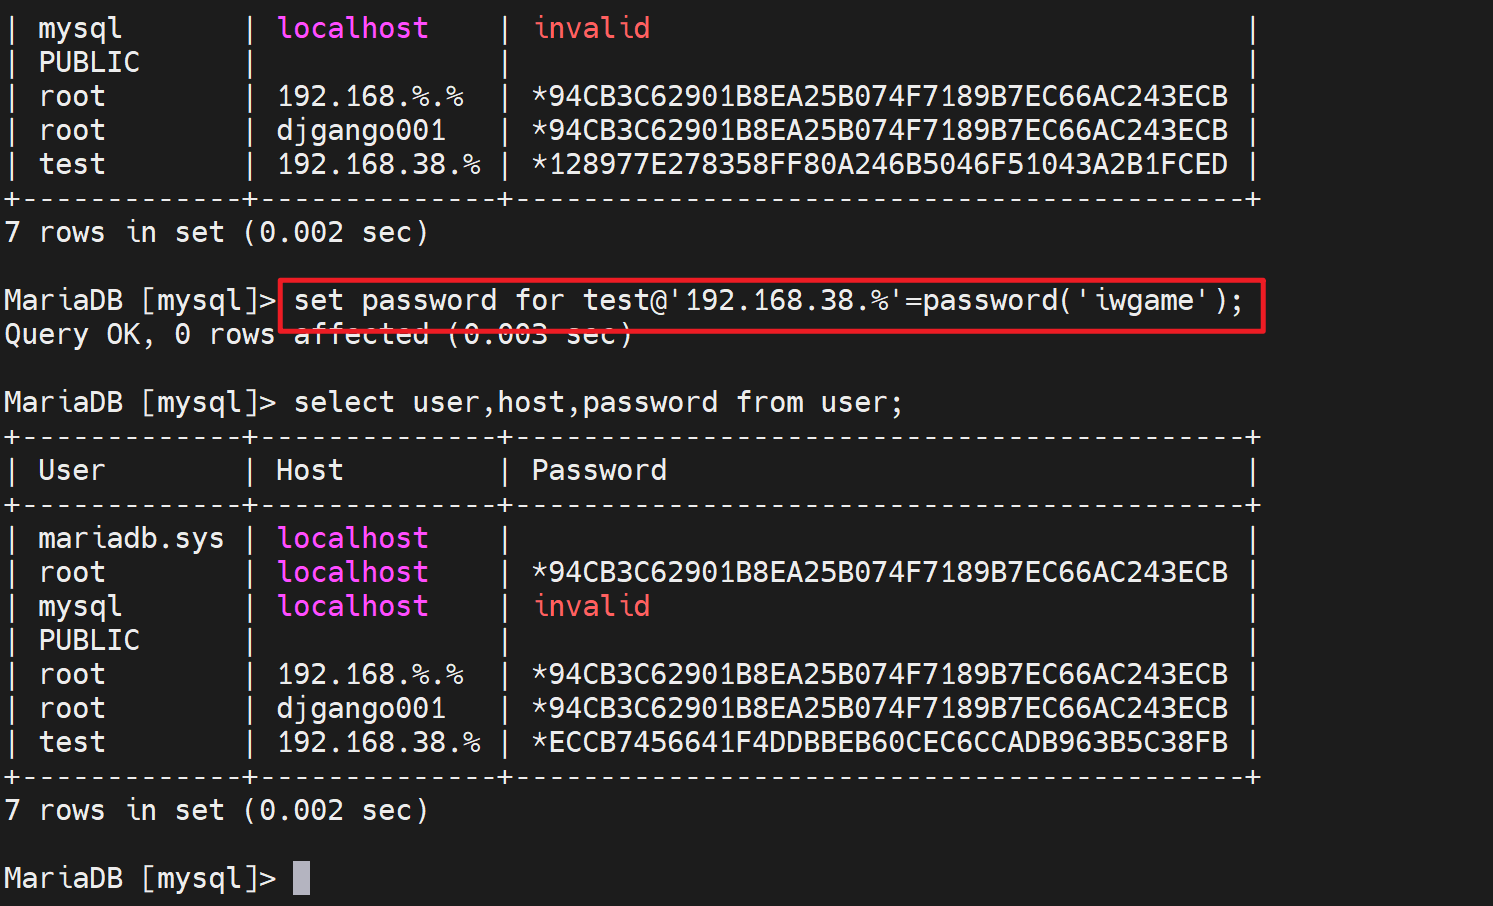 | mysql       | localhost    | invalid                                   |
| PUBLIC      |              |                                           |
| root        | 192.168.%.%  | *94CB3C62901B8EA25B074F7189B7EC66AC243ECB |
| root        | djgango001   | *94CB3C62901B8EA25B074F7189B7EC66AC243ECB |
| test        | 192.168.38.% | *128977E278358FF80A246B5046F51043A2B1FCED |
+-------------+--------------+-------------------------------------------+
7 rows in set (0.002 sec)
MariaDB [mysql]> set password for test@'192.168.38.%'=password('iwgame');
Query OK, 0 rows affected (0.003 sec)
MariaDB [mysql]> select user,host,password from user;
+-------------+--------------+-------------------------------------------+
| User        | Host         | Password                                  |
+-------------+--------------+-------------------------------------------+
| mariadb.sys | localhost    |                                           |
| root        | localhost    | *94CB3C62901B8EA25B074F7189B7EC66AC243ECB |
| mysql       | localhost    | invalid                                   |
| PUBLIC      |              |                                           |
| root        | 192.168.%.%  | *94CB3C62901B8EA25B074F7189B7EC66AC243ECB |
| root        | djgango001   | *94CB3C62901B8EA25B074F7189B7EC66AC243ECB |
| test        | 192.168.38.% | *ECCB7456641F4DDBBEB60CEC6CCADB963B5C38FB |
+-------------+--------------+-------------------------------------------+
7 rows in set (0.002 sec)
MariaDB [mysql]>